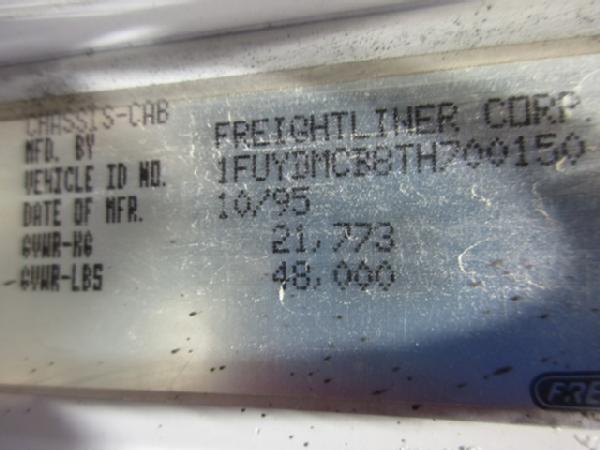 CHASSIS-CAB
MFD. BY FREIGHTLINER CORP.
VEHICLE ID NO. 1FUYDMCB8TH700150
DATE OF MFR. 10/95
GVWR-KG 21,773
GVWR-LBS 48,000
FRE